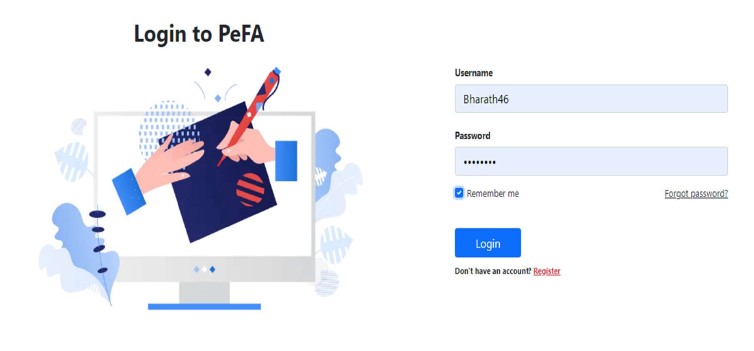 Login to PeFA
Username
Bharath46
Password
••••••••
Remember me
Forgot password?
Login
Don't have an account? Register